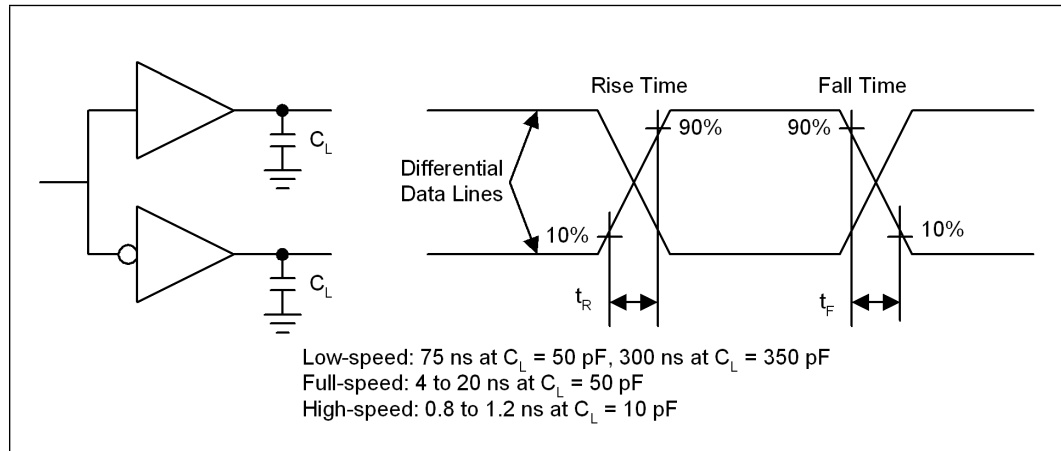 C_L
C_L
Rise Time
Fall Time
90%
90%
Differential
Data Lines
10%
10%
t_R
t_F
Low-speed: 75 ns at C_L = 50 pF, 300 ns at C_L = 350 pF
Full-speed: 4 to 20 ns at C_L = 50 pF
High-speed: 0.8 to 1.2 ns at C_L = 10 pF